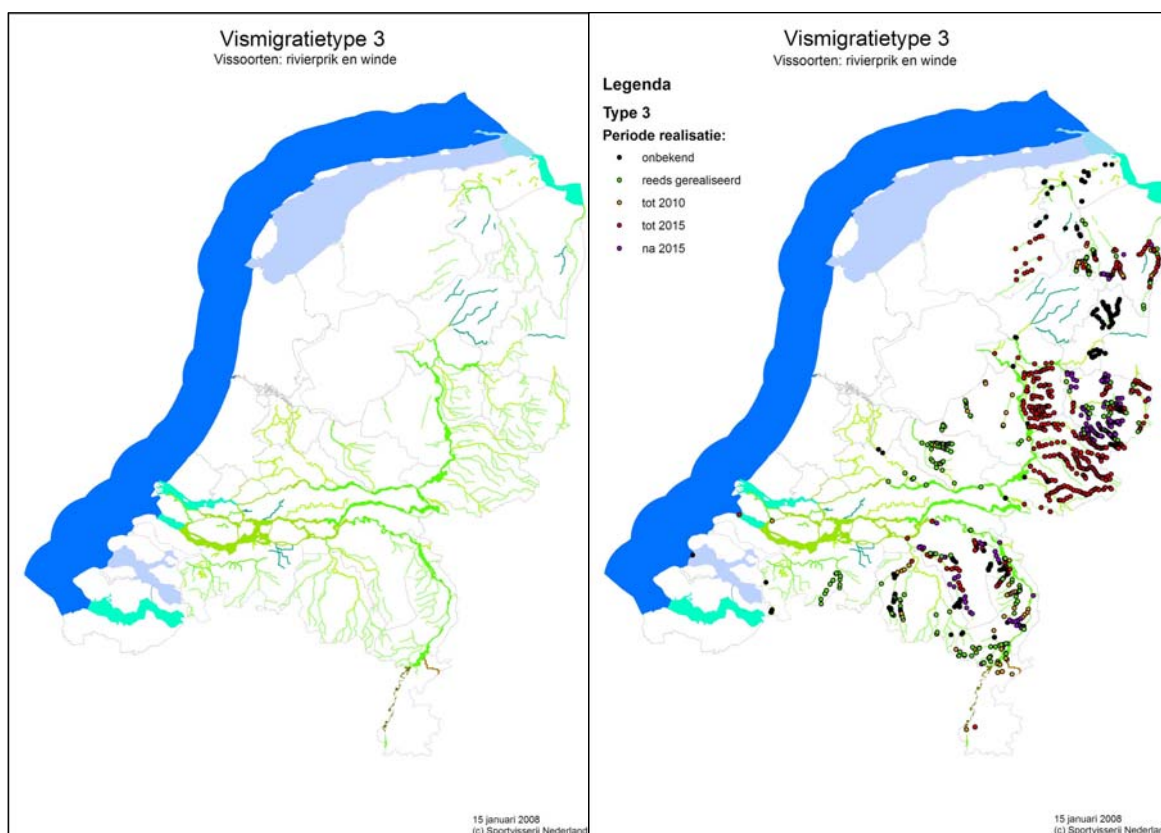 Vismigratietype 3
Vissoorten: rivierprik en winde
15 januari 2008
(c) Sportvisserij Nederland
Vismigratietype 3
Vissoorten: rivierprik en winde
Legenda
Type 3
Periode realisatie:
onbekend
reeds gerealiseerd
tot 2010
tot 2015
na 2015
15 januari 2008
(c) Sportvisserij Nederland